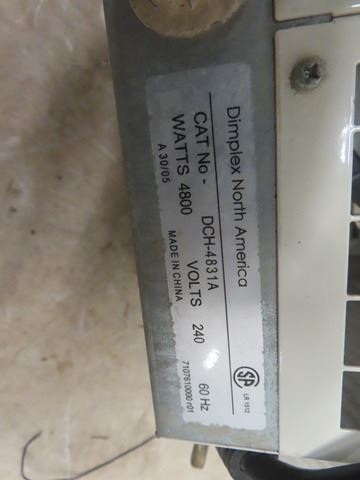 Dimplex North America
CAT No - DCH-4831A
WATTS 4800 VOLTS 240 60 Hz
A 30/05 MADE IN CHINA 7107610000 r01
SP LR 1512